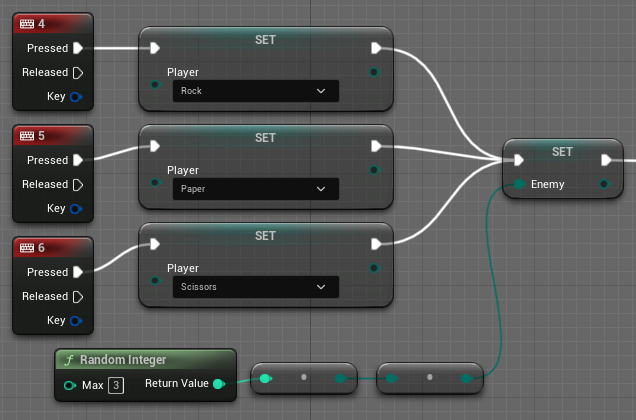 4
Pressed
Released
Key
SET
Player
Rock
5
Pressed
Released
Key
SET
Player
Paper
SET
Enemy
6
Pressed
Released
Key
SET
Player
Scissors
f Random Integer
Max 3 Return Value